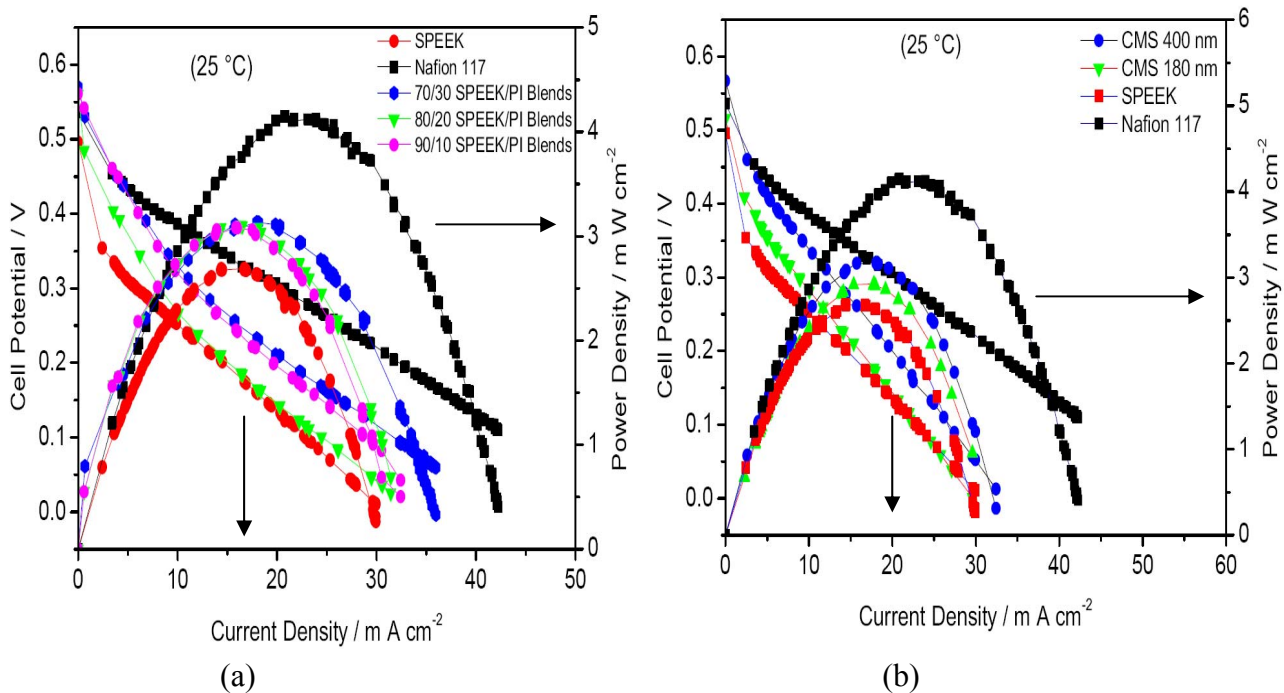 (25 °C)
SPEEK
Nafion 117
70/30 SPEEK/PI Blends
80/20 SPEEK/PI Blends
90/10 SPEEK/PI Blends
Cell Potential / V
0.6
0.5
0.4
0.3
0.2
0.1
0.0
Power Density / m W cm-2
5
4
3
2
1
0
0 10 20 30 40 50
Current Density / m A cm-2
(a)
(25 °C)
CMS 400 nm
CMS 180 nm
SPEEK
Nafion 117
Cell Potential / V
0.6
0.5
0.4
0.3
0.2
0.1
0.0
Power Density / m W cm-2
6
5
4
3
2
1
0
0 10 20 30 40 50 60
Current Density / m A cm-2
(b)